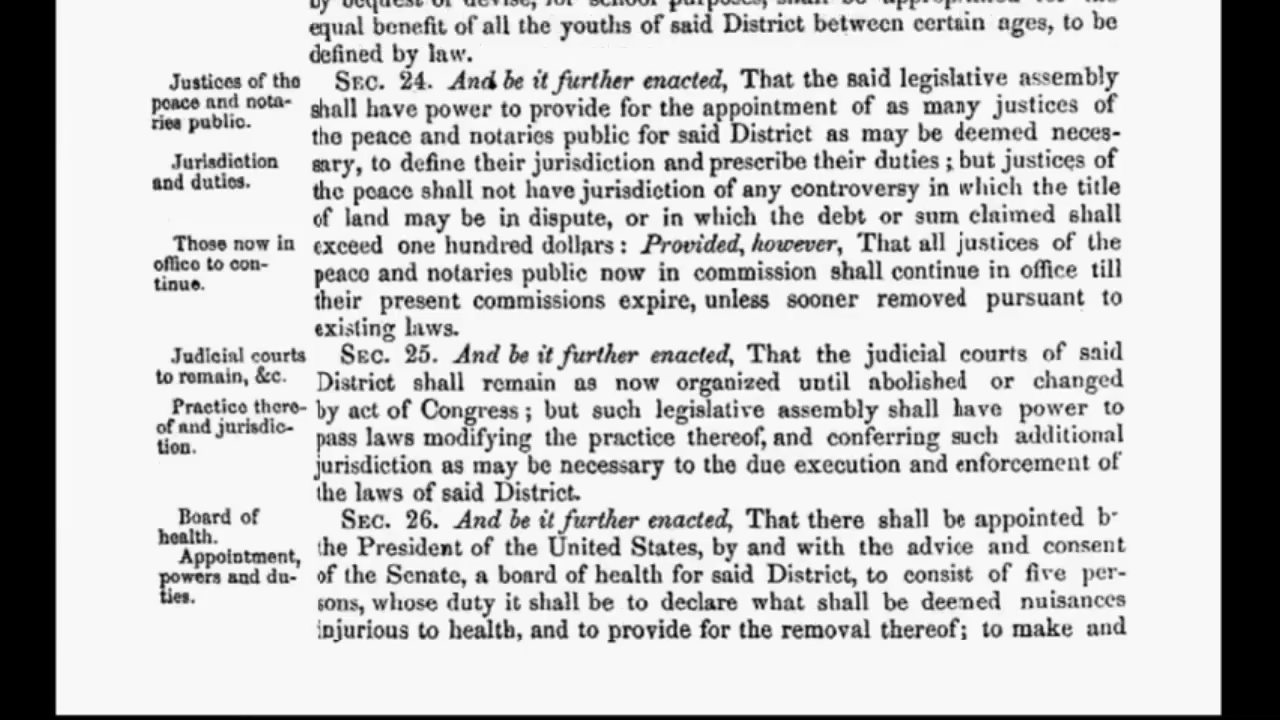 equal benefit of all the youths of said District between certain ages, to be
defined by law.
Justices of the
peace and nota-
ries public.
SEC. 24. And be it further enacted, That the said legislative assembly
shall have power to provide for the appointment of as many justices of
the peace and notaries public for said District as may be deemed neces-
Jurisdiction
and duties.
sary, to define their jurisdiction and prescribe their duties; but justices of
the peace shall not have jurisdiction of any controversy in which the title
of land may be in dispute, or in which the debt or sum claimed shall
Those now in
office to con-
tinue.
exceed one hundred dollars: Provided, however, That all justices of the
peace and notaries public now in commission shall continue in office till
their present commissions expire, unless sooner removed pursuant to
existing laws.
Judicial courts
to remain, &c.
SEC. 25. And be it further enacted, That the judicial courts of said
District shall remain as now organized until abolished or changed
Practice there-
of and jurisdic-
tion.
by act of Congress; but such legislative assembly shall have power to
pass laws modifying the practice thereof, and conferring such additional
jurisdiction as may be necessary to the due execution and enforcement of
the laws of said District.
Board of
health.
Appointment,
powers and du-
ties.
SEC. 26. And be it further enacted, That there shall be appointed b
the President of the United States, by and with the advice and consent
of the Senate, a board of health for said District, to consist of five per-
sons, whose duty it shall be to declare what shall be deemed nuisances
injurious to health, and to provide for the removal thereof; to make and